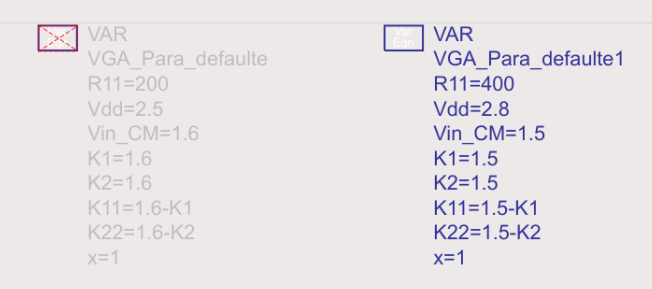 VAR
VGA_Para_defaulte
R11=200
Vdd=2.5
Vin_CM=1.6
K1=1.6
K2=1.6
K11=1.6-K1
K22=1.6-K2
x=1
Var
Eqn
VAR
VGA_Para_defaulte1
R11=400
Vdd=2.8
Vin_CM=1.5
K1=1.5
K2=1.5
K11=1.5-K1
K22=1.5-K2
x=1